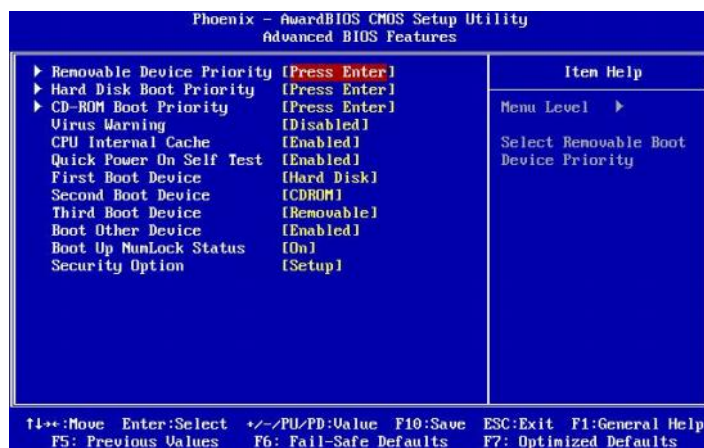 Phoenix - AwardBIOS CMOS Setup Utility
Advanced BIOS Features
Removable Device Priority [Press Enter]
Hard Disk Boot Priority [Press Enter]
CD-ROM Boot Priority [Press Enter]
Virus Warning [Disabled]
CPU Internal Cache [Enabled]
Quick Power On Self Test [Enabled]
First Boot Device [Hard Disk]
Second Boot Device [CDROM]
Third Boot Device [Removable]
Boot Other Device [Enabled]
Boot Up NumLock Status [On]
Security Option [Setup]
Item Help
Menu Level
Select Removable Boot
Device Priority
↑↓→←:Move Enter:Select +/-/PU/PD:Value F10:Save ESC:Exit F1:General Help
F5: Previous Values F6: Fail-Safe Defaults F7: Optimized Defaults